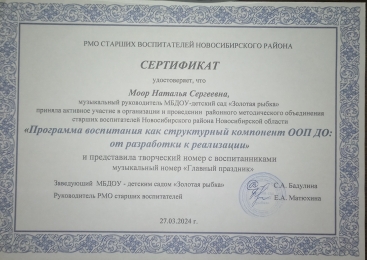 РМО СТАРШИХ ВОСПИТАТЕЛЕЙ НОВОСИБИРСКОГО РАЙОНА
СЕРТИФИКАТ
удостоверяет, что
Моор Наталья Сергеевна,
музыкальный руководитель МБДОУ-детский сад «Золотая рыбка»
приняла активное участие в организации и проведении районного методического объединения
старших воспитателей Новосибирского района Новосибирской области
«Программа воспитания как структурный компонент ООП ДО:
от разработки к реализации»
и представила творческий номер с воспитанниками
музыкальный номер «Главный праздник»
Заведующий МБДОУ - детским садом «Золотая рыбка» С.А. Бадулина
Руководитель РМО старших воспитателей Е.А. Матюхина
27.03.2024 г.